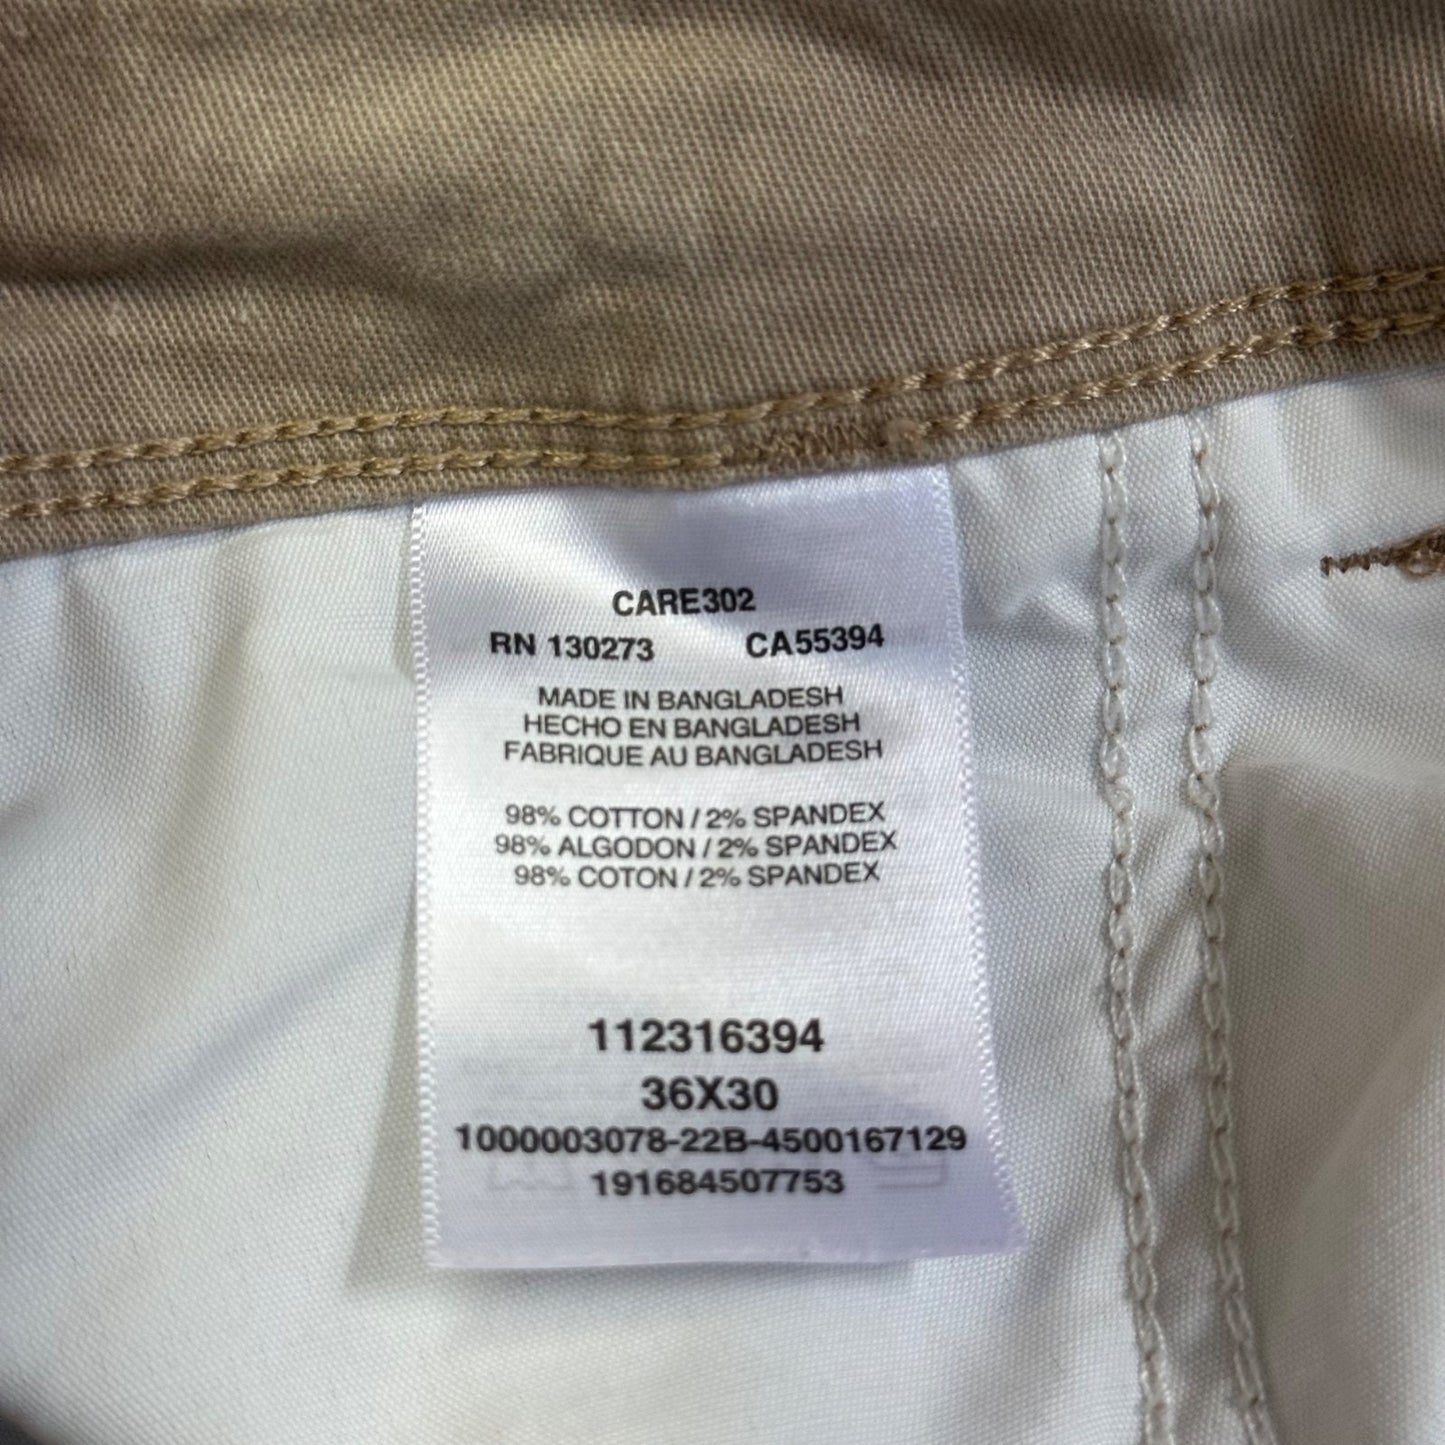 CARE302
RN 130273 CA55394
MADE IN BANGLADESH
HECHO EN BANGLADESH
FABRIQUE AU BANGLADESH
98% COTTON / 2% SPANDEX
98% ALGODON / 2% SPANDEX
98% COTON / 2% SPANDEX
112316394
36X30
1000003078-22B-4500167129
191684507753